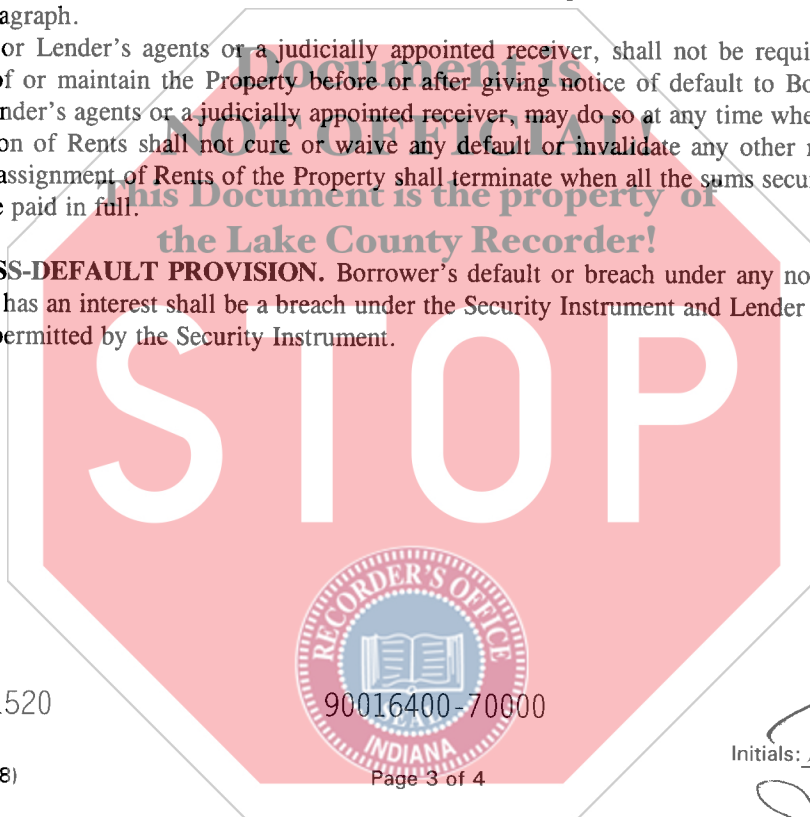 agraph.
or Lender's agents or a judicially appointed receiver, shall not be requi
of or maintain the Property before or after giving notice of default to Bo
nder's agents or a judicially appointed receiver, may do so at any time whe
on of Rents shall not cure or waive any default or invalidate any other
assignment of Rents of the Property shall terminate when all the sums secu
e paid in full.
Document is
NOT OFFICIAL!
This Document is the property of
the Lake County Recorder!
SS-DEFAULT PROVISION. Borrower's default or breach under any no
has an interest shall be a breach under the Security Instrument and Lender
permitted by the Security Instrument.
STOP
RECORDER'S OFFICE
SEAL
INDIANA
1520
90016400-70000
Initials:
8)
Page 3 of 4